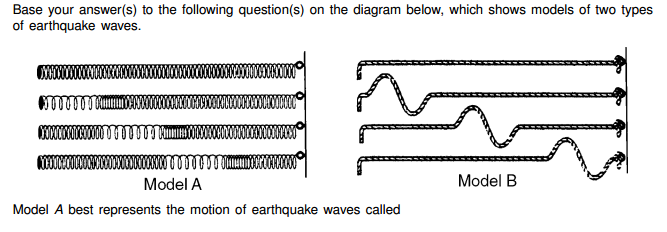 Base your answer(s) to the following question(s) on the diagram below, which shows models of two types
of earthquake waves.
Model A
Model B
Model A best represents the motion of earthquake waves called